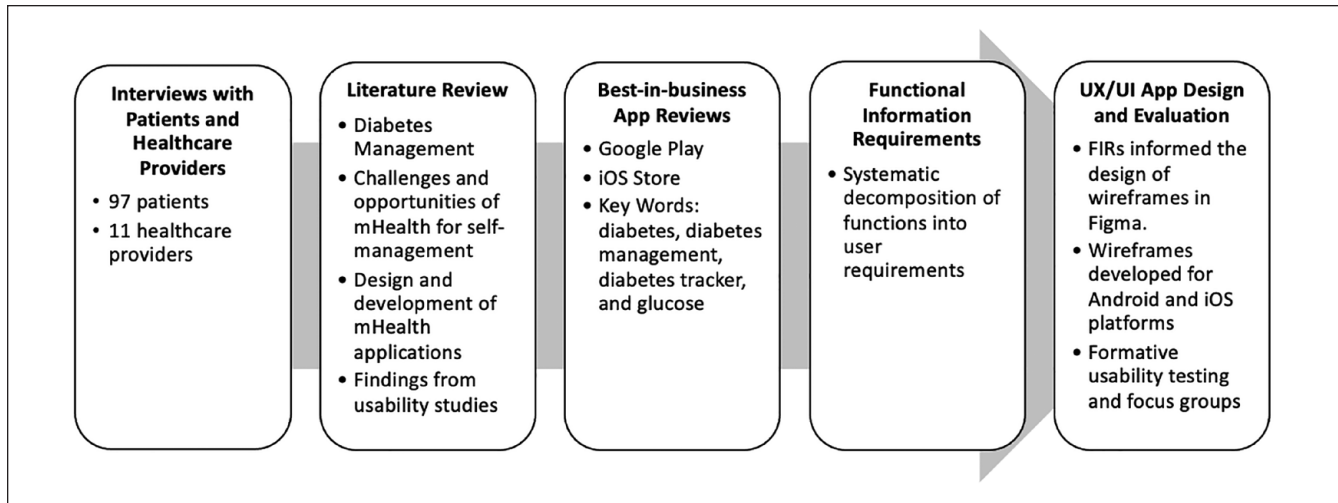 Interviews with
Patients and
Healthcare
Providers
• 97 patients
• 11 healthcare
providers
Literature Review
• Diabetes
Management
• Challenges and
opportunities of
mHealth for self-
management
• Design and
development of
mHealth
applications
• Findings from
usability studies
Best-in-business
App Reviews
• Google Play
• iOS Store
• Key Words:
diabetes, diabetes
management,
diabetes tracker,
and glucose
Functional
Information
Requirements
• Systematic
decomposition of
functions into
user
requirements
UX/UI App Design
and Evaluation
• FIRs informed the
design of
wireframes in
Figma.
• Wireframes
developed for
Android and iOS
platforms
• Formative
usability testing
and focus groups